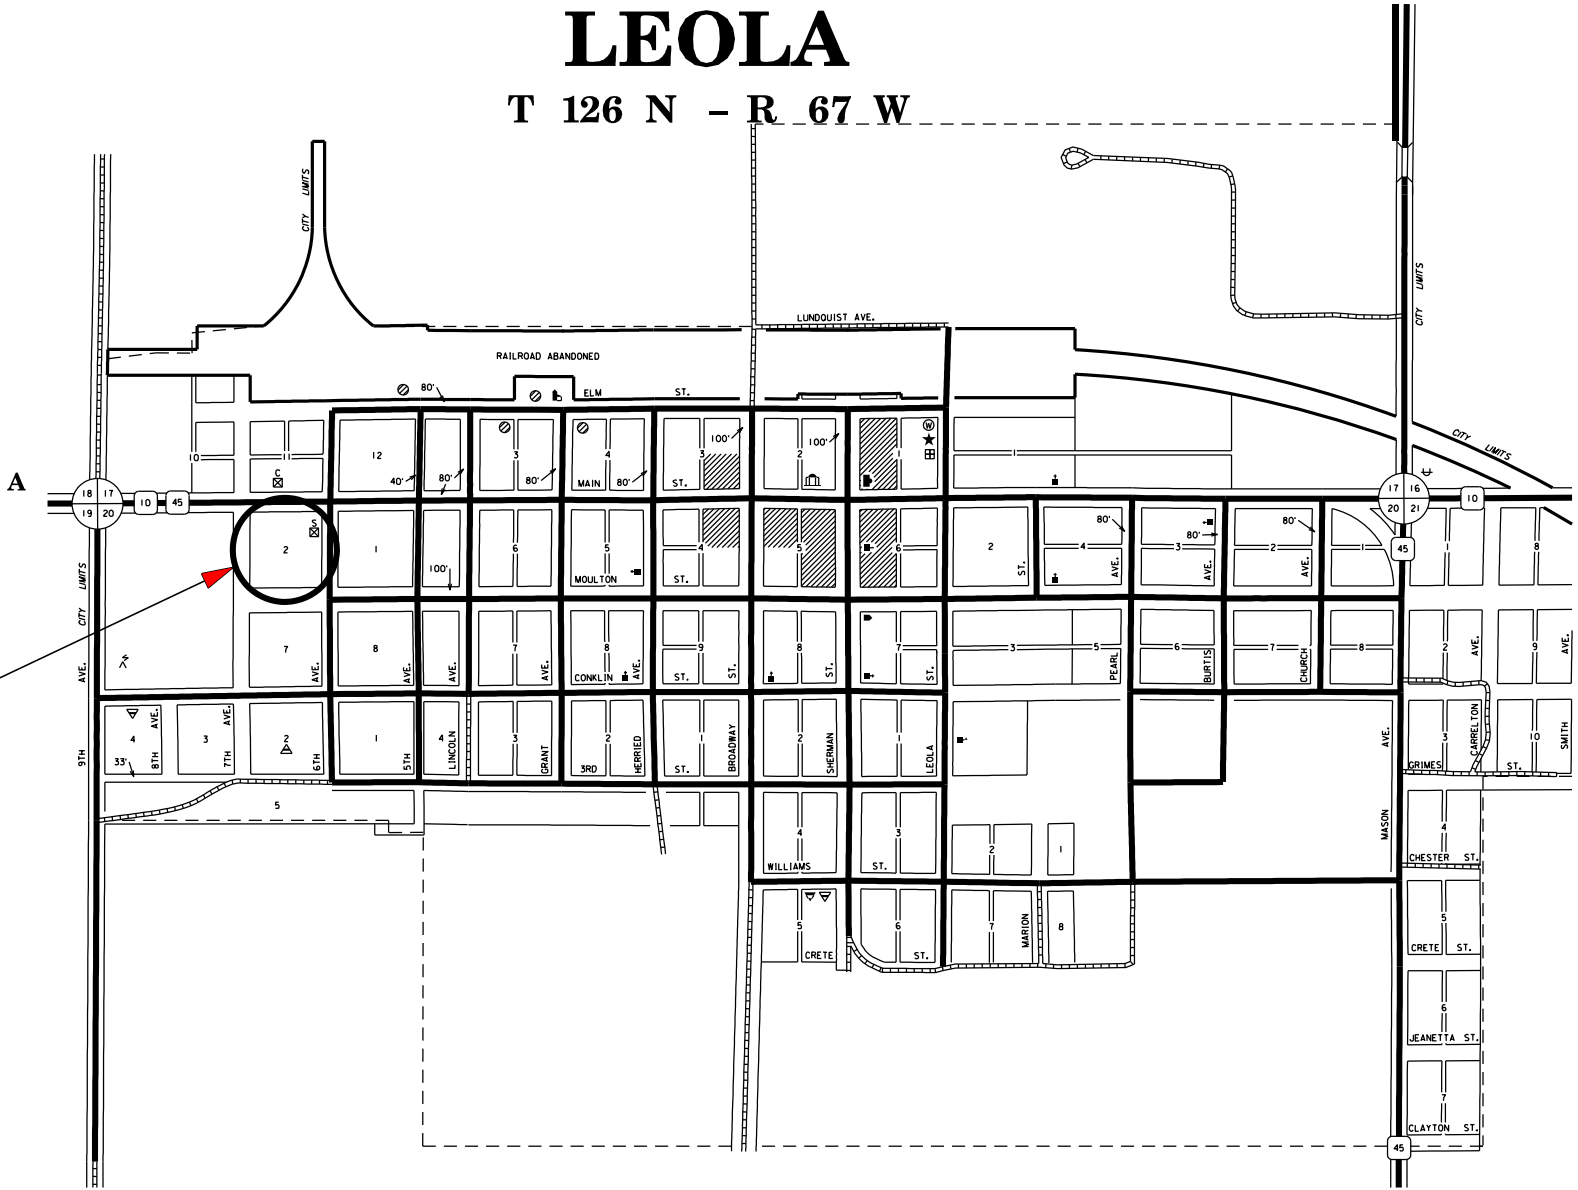 LEOLA
T 126 N – R 67 W
CITY LIMITS
CITY LIMITS
LUNDQUIST AVE.
RAILROAD ABANDONED
80'
ELM ST.
CITY LIMITS
10
11
12
3
4
3
100'
2
100'
1
W
1
C
40'
80'
80'
MAIN 80' ST.
A
18 17
19 20
10
45
17 16
20 21
10
S
2
1
6
5
4
5
6
2
80'
4
80'
3
80'
2
1
45
1
8
100'
MOULTON ST.
ST.
AVE.
AVE.
AVE.
CITY LIMITS
7
8
7
8
9
8
7
3
5
6
7
8
2
9
AVE.
AVE.
AVE.
AVE.
AVE.
AVE.
ST.
ST.
ST.
PEARL
BURTIS
CHURCH
AVE.
AVE.
CONKLIN ST.
9TH
4
33'
8TH AVE.
3
7TH AVE.
2
6TH
1
5TH
4
LINCOLN
3
GRANT
2
HERRIED
1
BROADWAY
2
SHERMAN
1
LEOLA
3RD ST.
MASON AVE.
3
CARRELTON
10
SMITH
GRIMES ST.
5
4
3
2
1
4
WILLIAMS ST.
CHESTER ST.
5
6
7
MARION
8
5
CRETE ST.
CRETE ST.
6
JEANETTA ST.
7
CLAYTON ST.
45